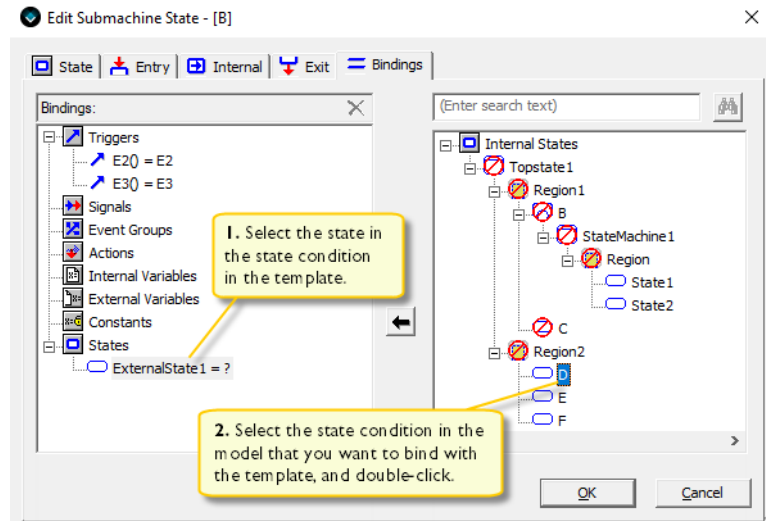 Edit Submachine State - [B]
State Entry Internal Exit Bindings
Bindings:
Triggers
E2() = E2
E3() = E3
Signals
Event Groups
Actions
Internal Variables
External Variables
Constants
States
ExternalState1 = ?
1. Select the state in
the state condition
in the template.
(Enter search text)
Internal States
Topstate1
Region1
B
StateMachine1
Region
State1
State2
C
Region2
D
E
F
2. Select the state condition in the
model that you want to bind with
the template, and double-click.
OK Cancel